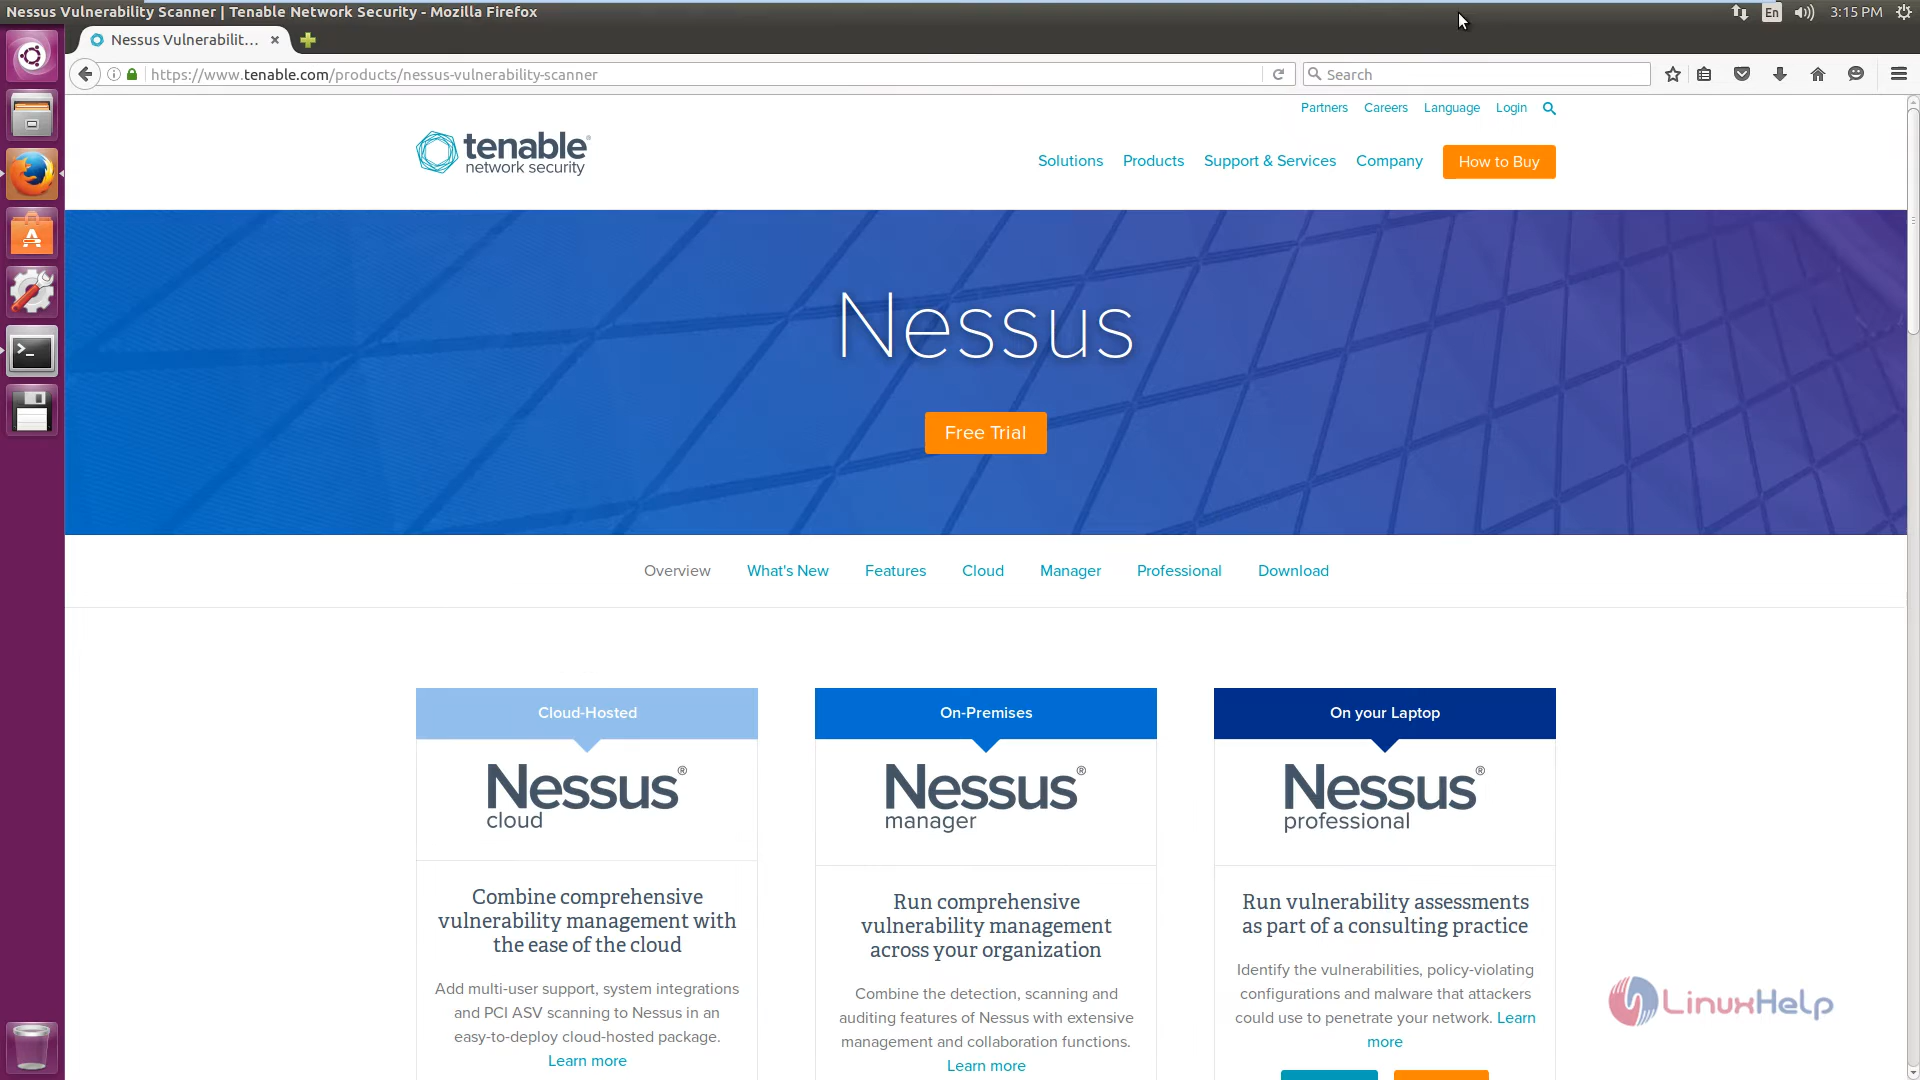 Nessus Vulnerability Scanner | Tenable Network Security - Mozilla Firefox
En
3:15 PM
Nessus Vulnerabilit...
https://www.tenable.com/products/nessus-vulnerability-scanner
Search
Partners Careers Language Login
tenable®
network security
Solutions Products Support & Services Company How to Buy
Nessus
Free Trial
Overview What's New Features Cloud Manager Professional Download
Cloud-Hosted
Nessus®
cloud
Combine comprehensive
vulnerability management with
the ease of the cloud
Add multi-user support, system integrations
and PCI ASV scanning to Nessus in an
easy-to-deploy cloud-hosted package.
Learn more
On-Premises
Nessus®
manager
Run comprehensive
vulnerability management
across your organization
Combine the detection, scanning and
auditing features of Nessus with extensive
management and collaboration functions.
Learn more
On your Laptop
Nessus®
professional
Run vulnerability assessments
as part of a consulting practice
Identify the vulnerabilities, policy-violating
configurations and malware that attackers
could use to penetrate your network. Learn
more
LinuxHelp